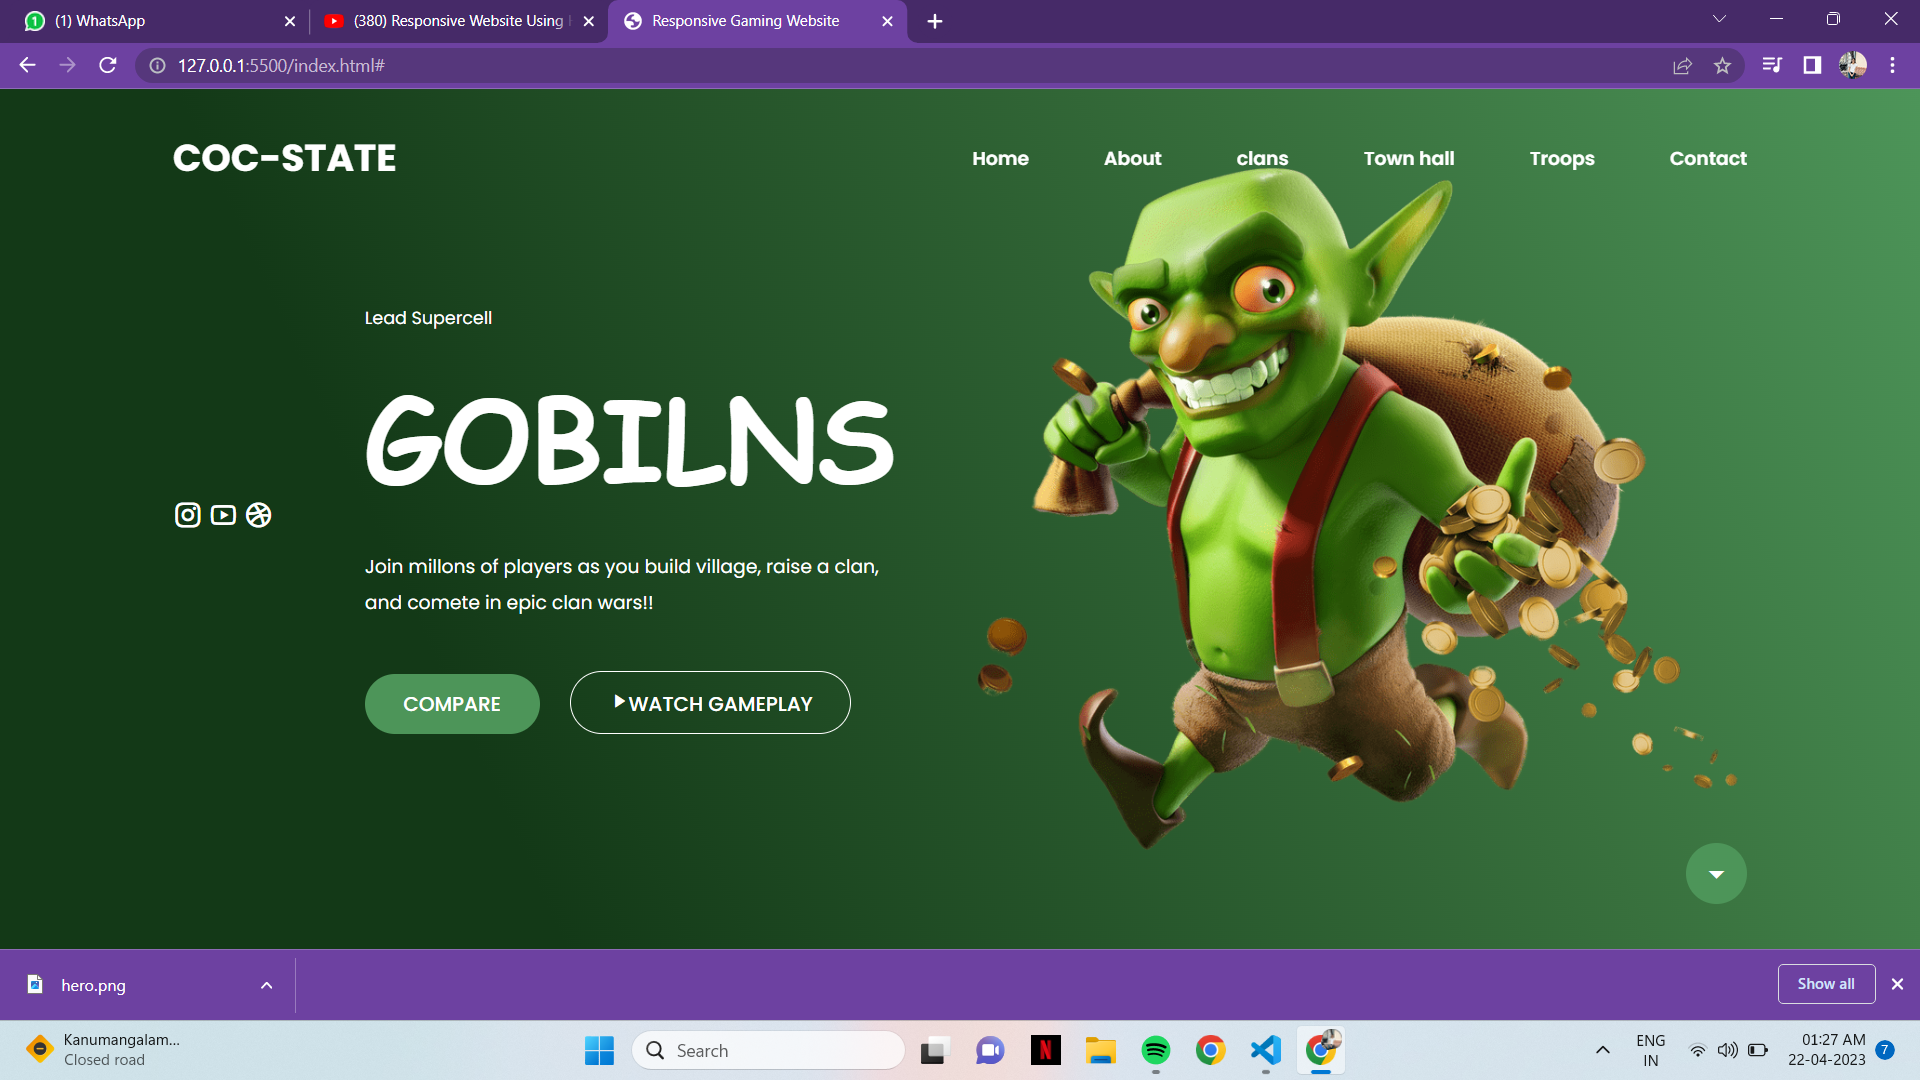 (1) WhatsApp
(380) Responsive Website Using
Responsive Gaming Website
127.0.0.1:5500/index.html#
COC-STATE
Home
About
clans
Town hall
Troops
Contact
Lead Supercell
GOBILNS
Join millons of players as you build village, raise a clan,
and comete in epic clan wars!!
COMPARE
WATCH GAMEPLAY
hero.png
Show all
Kanumangalam...
Closed road
Search
N
ENG
IN
01:27 AM
22-04-2023
7